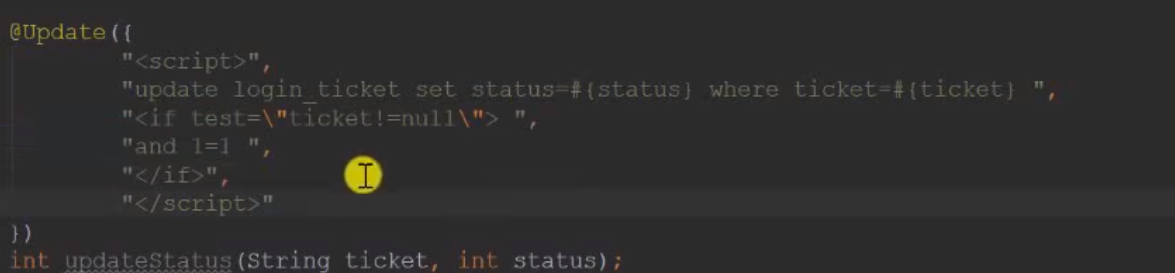 @Update({
"<script>",
"update login_ticket set status=#{status} where ticket=#{ticket} ",
"<if test=\"ticket!=null\"> ",
"and 1=1 ",
"</if>",
"</script>"
})
int updateStatus(String ticket, int status);